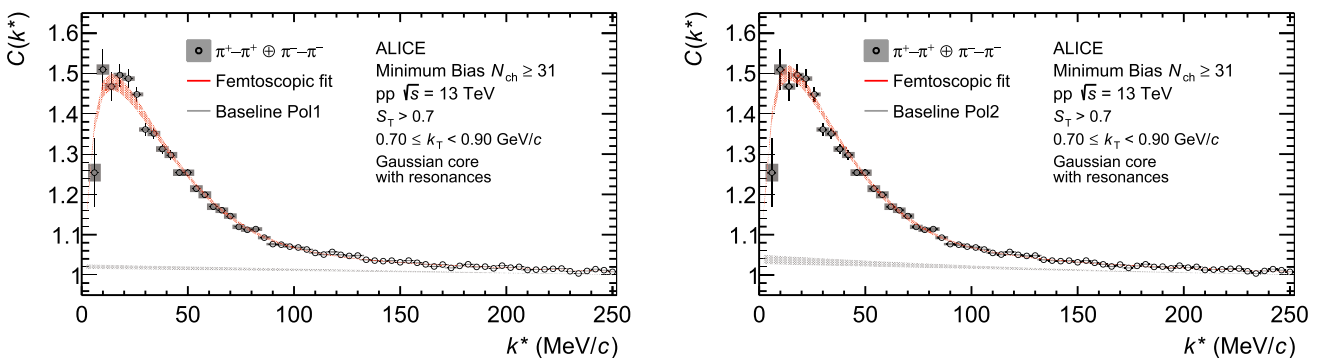 C(k*)
1.6
1.5
1.4
1.3
1.2
1.1
1
π⁺–π⁺ ⊕ π⁻–π⁻
Femtoscopic fit
Baseline Pol1
ALICE
Minimum Bias N_ch ≥ 31
pp √s = 13 TeV
S_T > 0.7
0.70 ≤ k_T < 0.90 GeV/c
Gaussian core
with resonances
0 50 100 150 200 250
k* (MeV/c)
C(k*)
1.6
1.5
1.4
1.3
1.2
1.1
1
π⁺–π⁺ ⊕ π⁻–π⁻
Femtoscopic fit
Baseline Pol2
ALICE
Minimum Bias N_ch ≥ 31
pp √s = 13 TeV
S_T > 0.7
0.70 ≤ k_T < 0.90 GeV/c
Gaussian core
with resonances
0 50 100 150 200 250
k* (MeV/c)